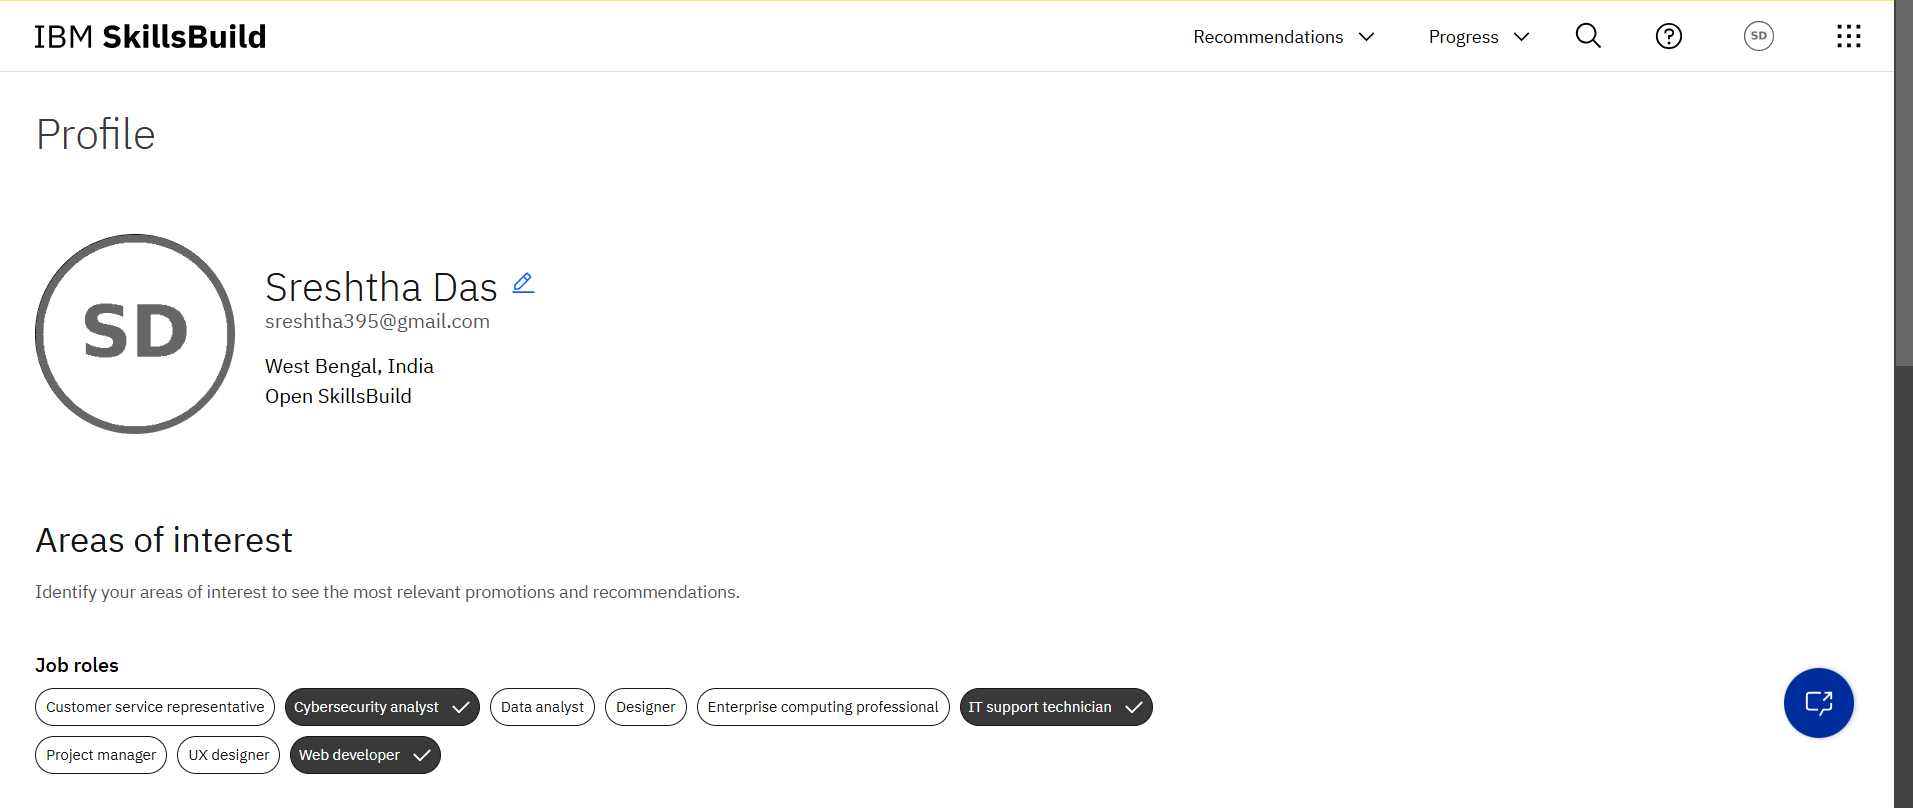 IBM SkillsBuild Recommendations Progress SD
Profile
SD
Sreshtha Das
sreshtha395@gmail.com
West Bengal, India
Open SkillsBuild
Areas of interest
Identify your areas of interest to see the most relevant promotions and recommendations.
Job roles
Customer service representative Cybersecurity analyst Data analyst Designer Enterprise computing professional IT support technician
Project manager UX designer Web developer